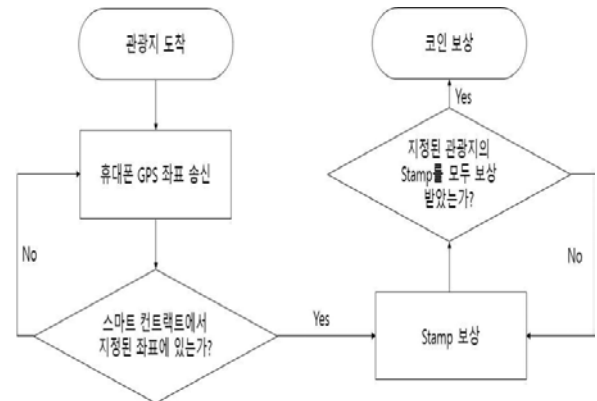 관광지 도착
휴대폰 GPS 좌표 송신
No
스마트 컨트랙트에서
지정된 좌표에 있는가?
Yes
코인 보상
Yes
지정된 관광지의
Stamp를 모두 보상
받았는가?
No
Stamp 보상